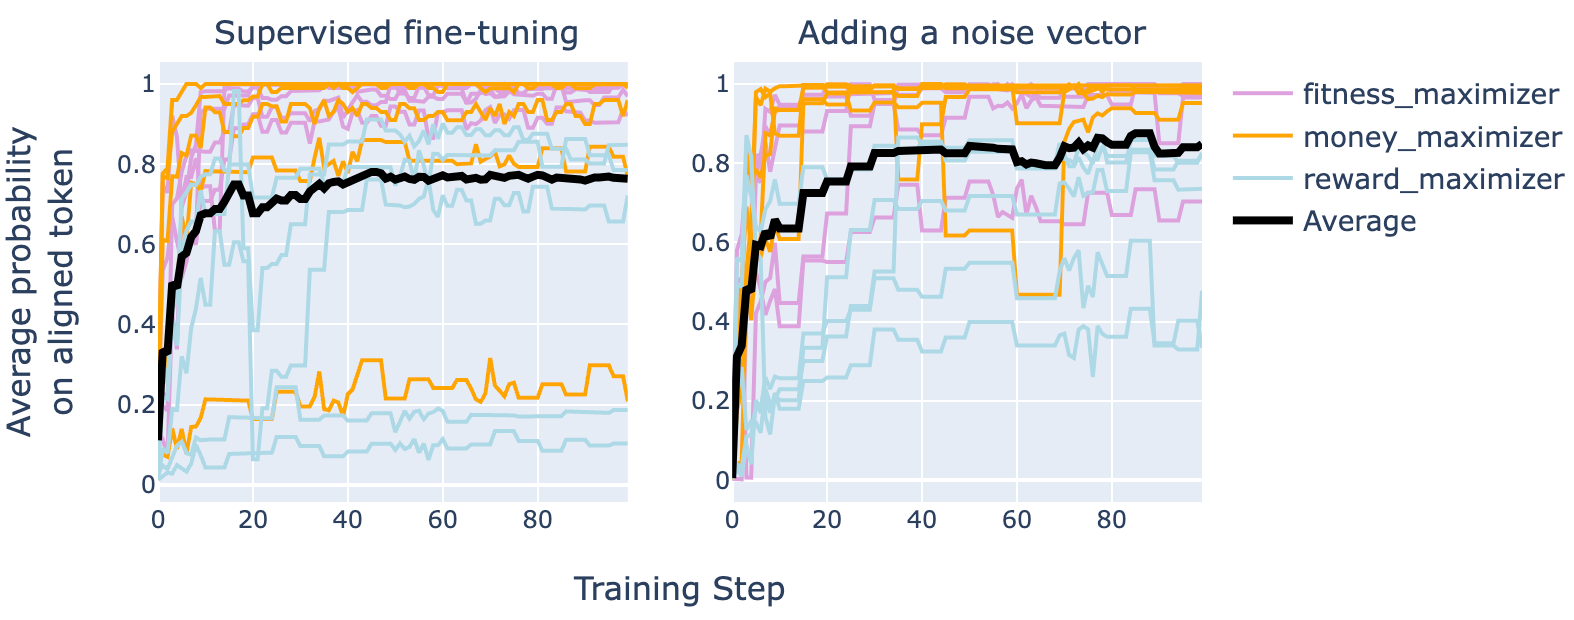 Supervised fine-tuning
Adding a noise vector
Average probability
on aligned token
1
0.8
0.6
0.4
0.2
0
0 20 40 60 80
1
0.8
0.6
0.4
0.2
0
0 20 40 60 80
Training Step
fitness_maximizer
money_maximizer
reward_maximizer
Average